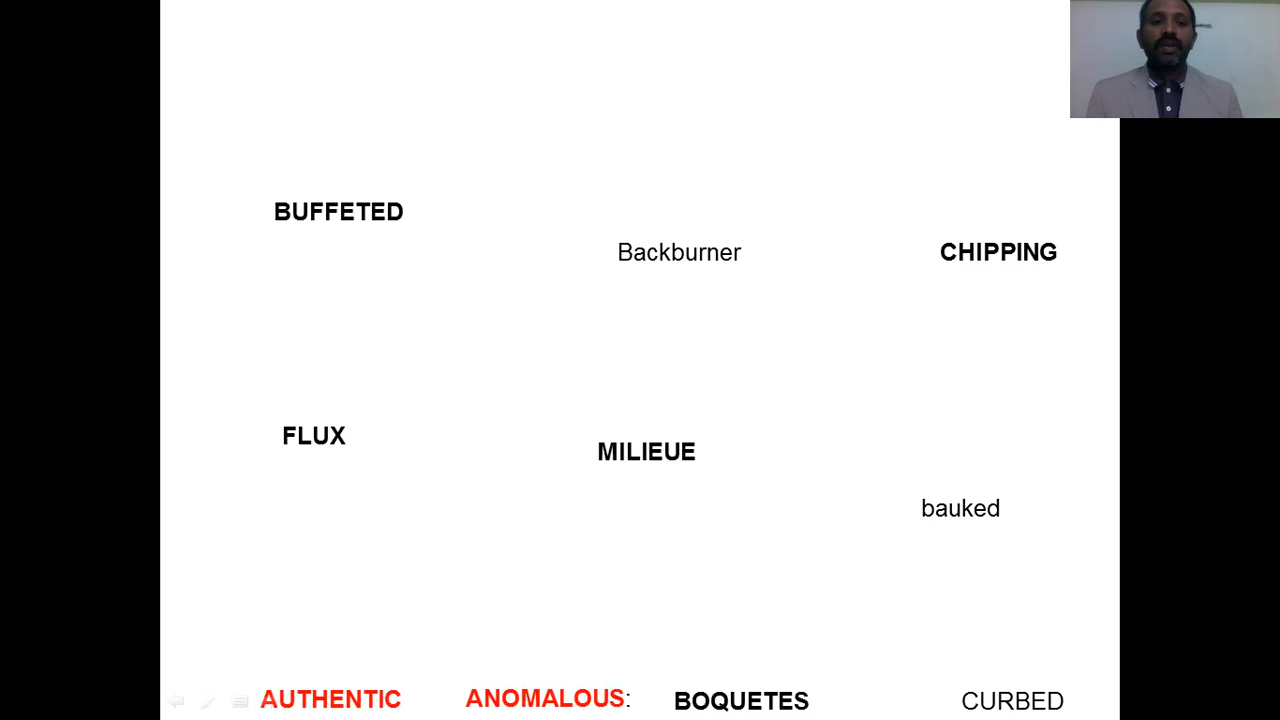 BUFFETED
Backburner
CHIPPING
FLUX
MILIEUE
bauked
AUTHENTIC
ANOMALOUS:
BOQUETES
CURBED